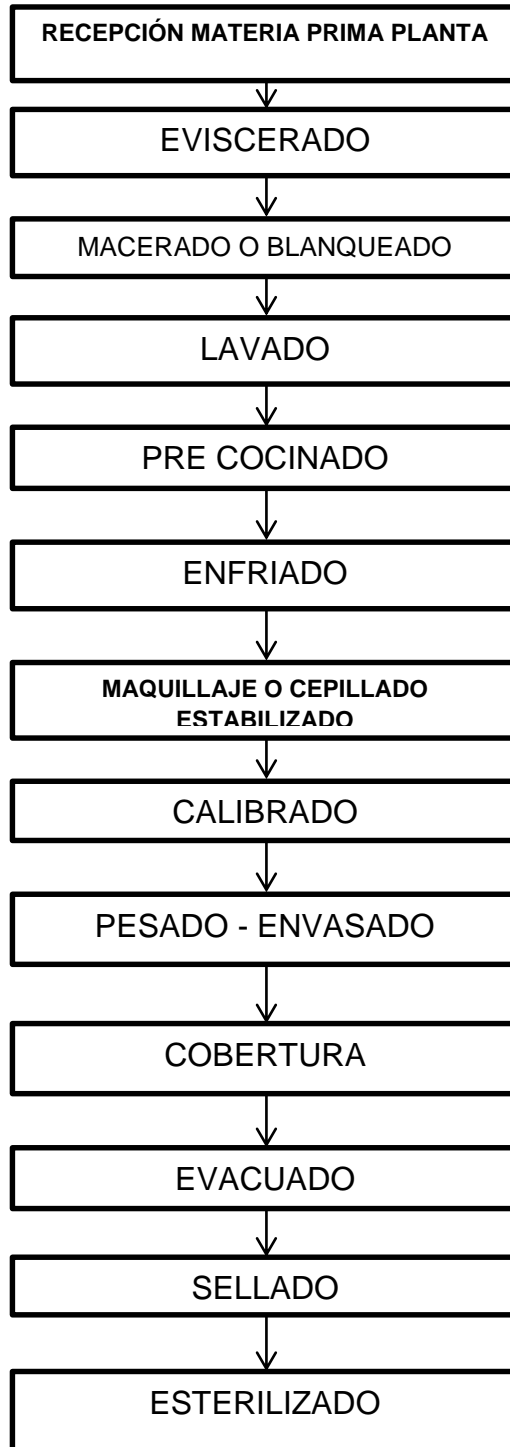 RECEPCIÓN MATERIA PRIMA PLANTA
EVISCERADO
MACERADO O BLANQUEADO
LAVADO
PRE COCINADO
ENFRIADO
MAQUILLAJE O CEPILLADO
ESTABILIZADO
CALIBRADO
PESADO - ENVASADO
COBERTURA
EVACUADO
SELLADO
ESTERILIZADO